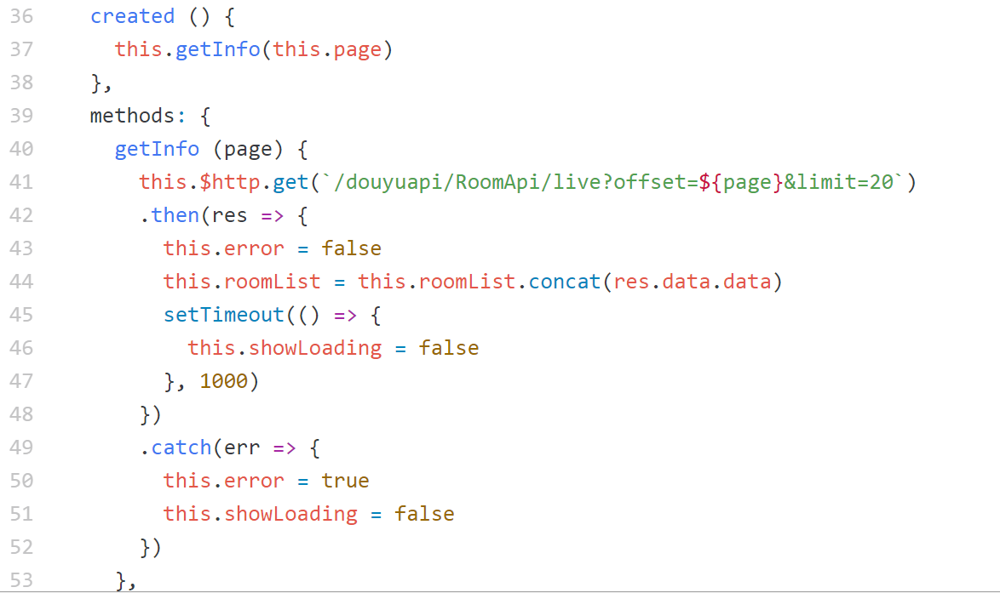 36 created () {
37 this.getInfo(this.page)
38 },
39 methods: {
40 getInfo (page) {
41 this.$http.get(`/douyuapi/RoomApi/live?offset=${page}&limit=20`)
42 .then(res => {
43 this.error = false
44 this.roomList = this.roomList.concat(res.data.data)
45 setTimeout(() => {
46 this.showLoading = false
47 }, 1000)
48 })
49 .catch(err => {
50 this.error = true
51 this.showLoading = false
52 })
53 },